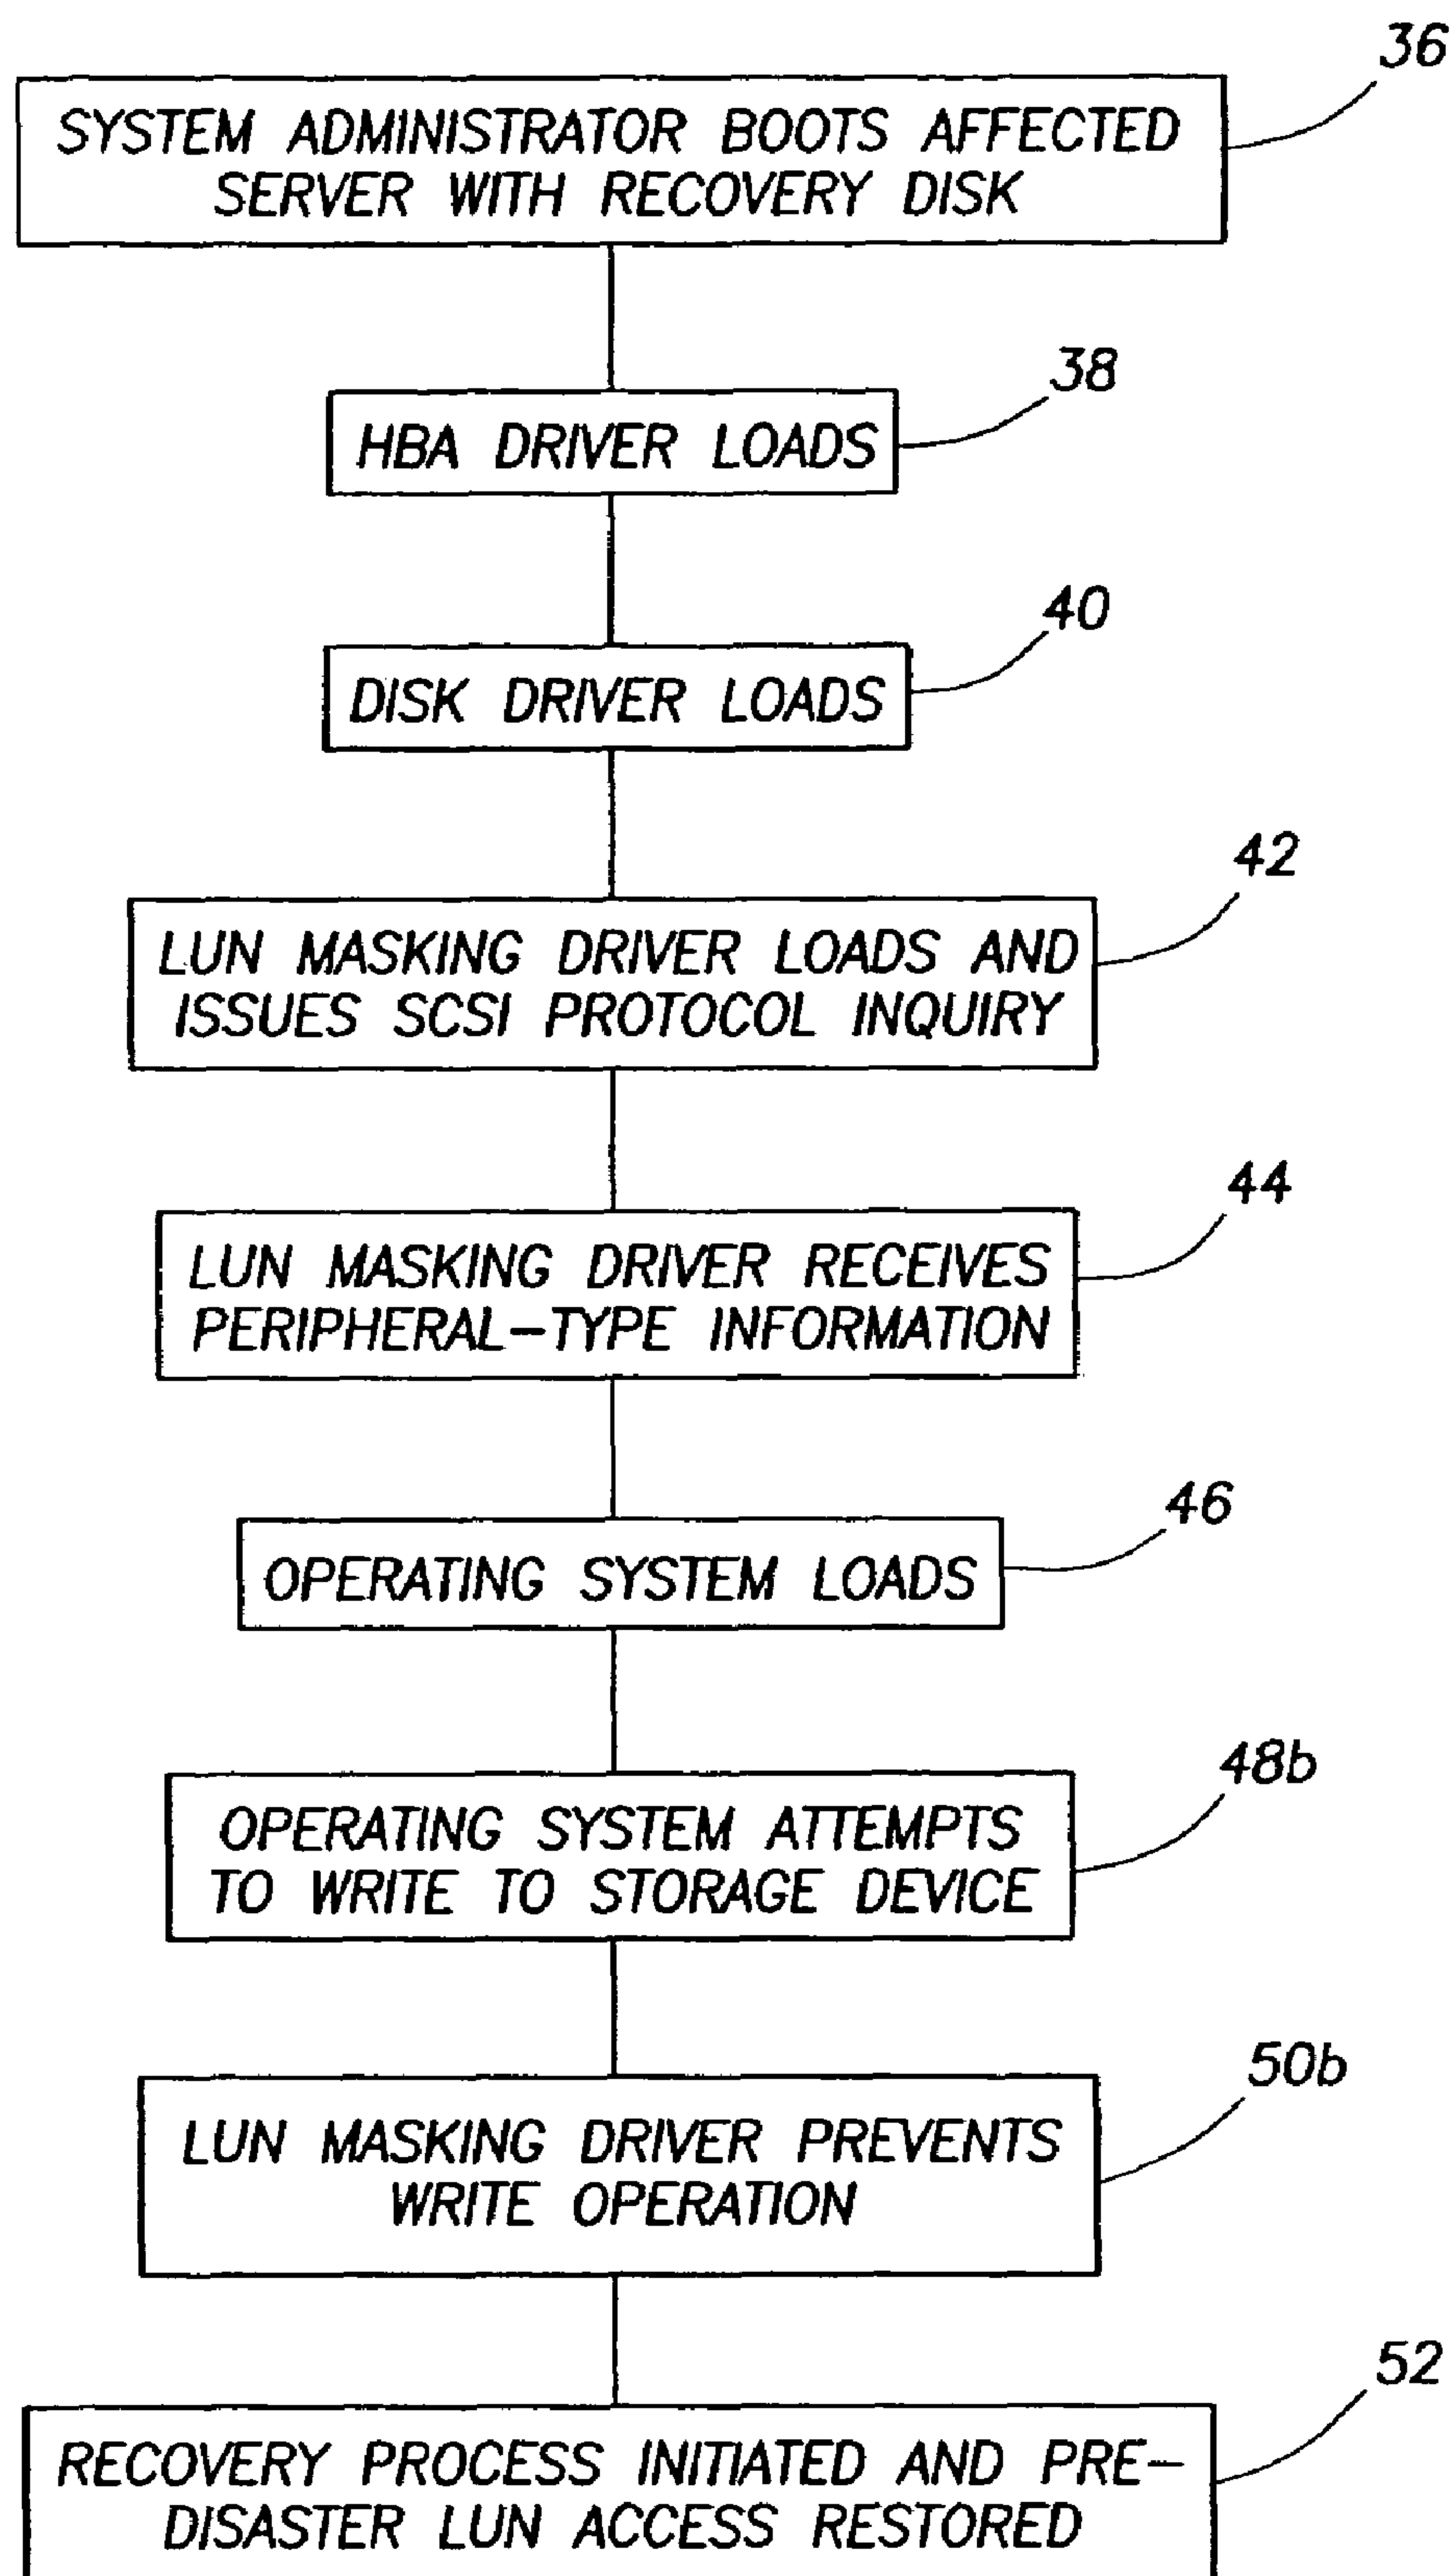 36
SYSTEM ADMINISTRATOR BOOTS AFFECTED
SERVER WITH RECOVERY DISK
38
HBA DRIVER LOADS
40
DISK DRIVER LOADS
42
LUN MASKING DRIVER LOADS AND
ISSUES SCSI PROTOCOL INQUIRY
44
LUN MASKING DRIVER RECEIVES
PERIPHERAL-TYPE INFORMATION
46
OPERATING SYSTEM LOADS
48b
OPERATING SYSTEM ATTEMPTS
TO WRITE TO STORAGE DEVICE
50b
LUN MASKING DRIVER PREVENTS
WRITE OPERATION
52
RECOVERY PROCESS INITIATED AND PRE-
DISASTER LUN ACCESS RESTORED